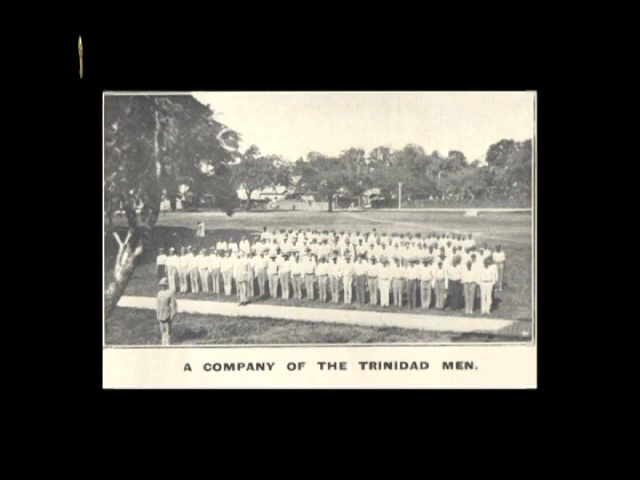 A COMPANY OF THE TRINIDAD MEN.